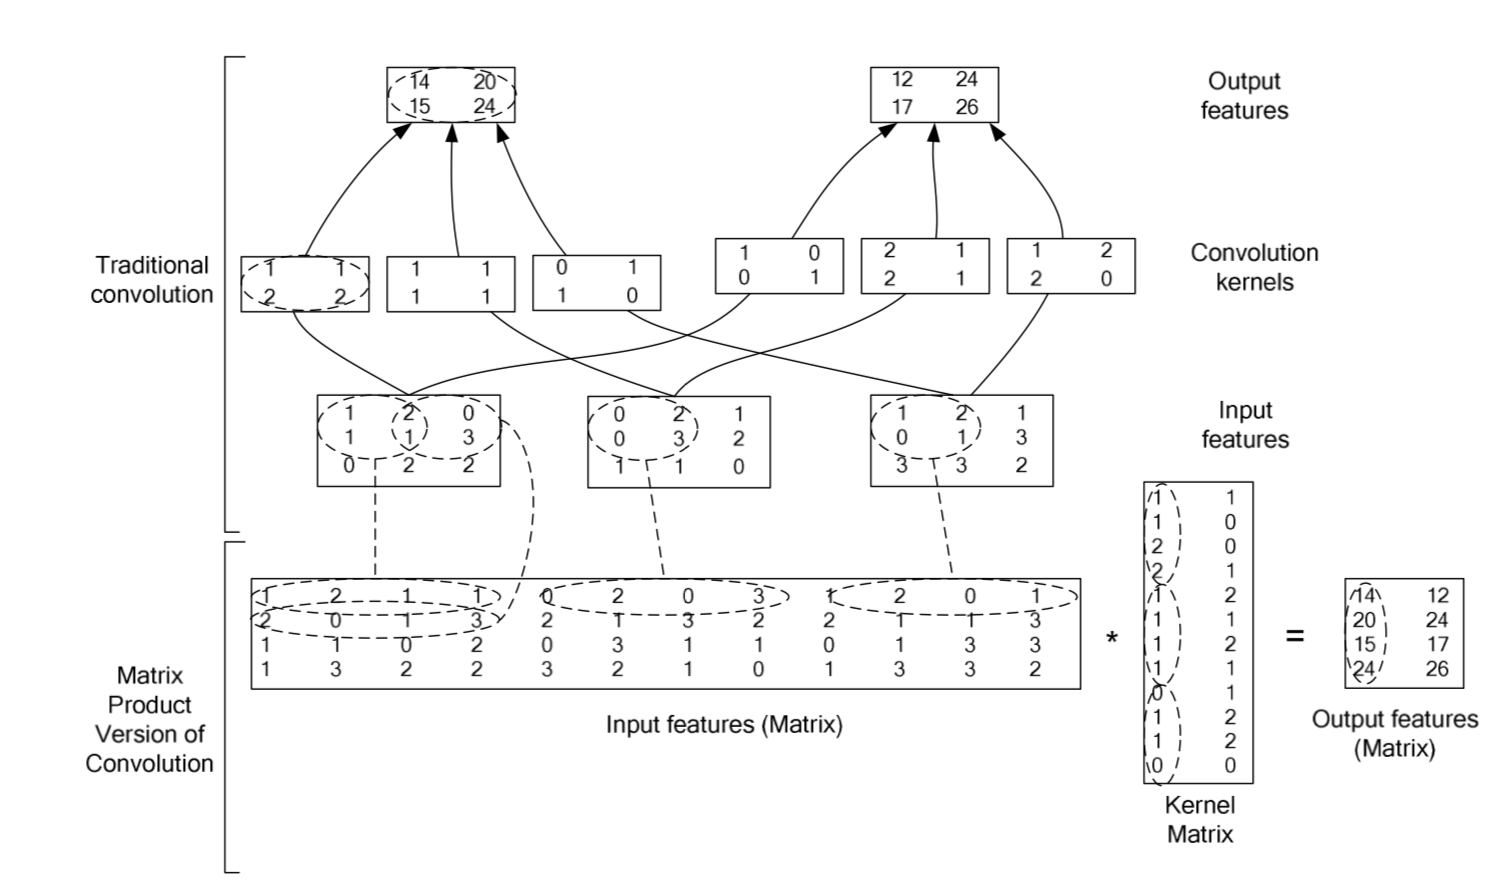 14 20
15 24
12 24
17 26
Output
features
Traditional
convolution
1 1
2 2
1 1
1 1
0 1
1 0
1 0
0 1
2 1
2 1
1 2
2 0
Convolution
kernels
1 2 0
1 1 3
0 2 2
0 2 1
0 3 2
1 1 0
1 2 1
0 1 3
3 3 2
Input
features
Matrix
Product
Version of
Convolution
1 2 1 1 0 2 0 3 1 2 0 1
2 0 1 3 2 1 3 2 2 1 1 3
1 1 0 2 0 3 1 1 0 1 3 3
1 3 2 2 3 2 1 0 1 3 3 2
Input features (Matrix)
*
1 1
1 0
2 0
2 1
1 2
1 1
1 2
1 1
0 1
1 2
1 2
0 0
Kernel
Matrix
=
14 12
20 24
15 17
24 26
Output features
(Matrix)